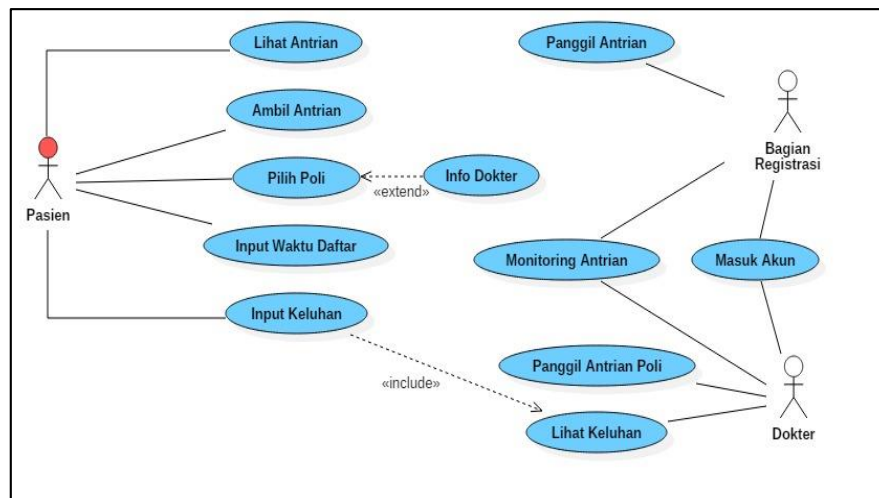 Lihat Antrian
Panggil Antrian
Ambil Antrian
Bagian
Registrasi
Pilih Poli
«extend»
Info Dokter
Pasien
Input Waktu Daftar
Monitoring Antrian
Masuk Akun
Input Keluhan
«include»
Panggil Antrian Poli
Lihat Keluhan
Dokter